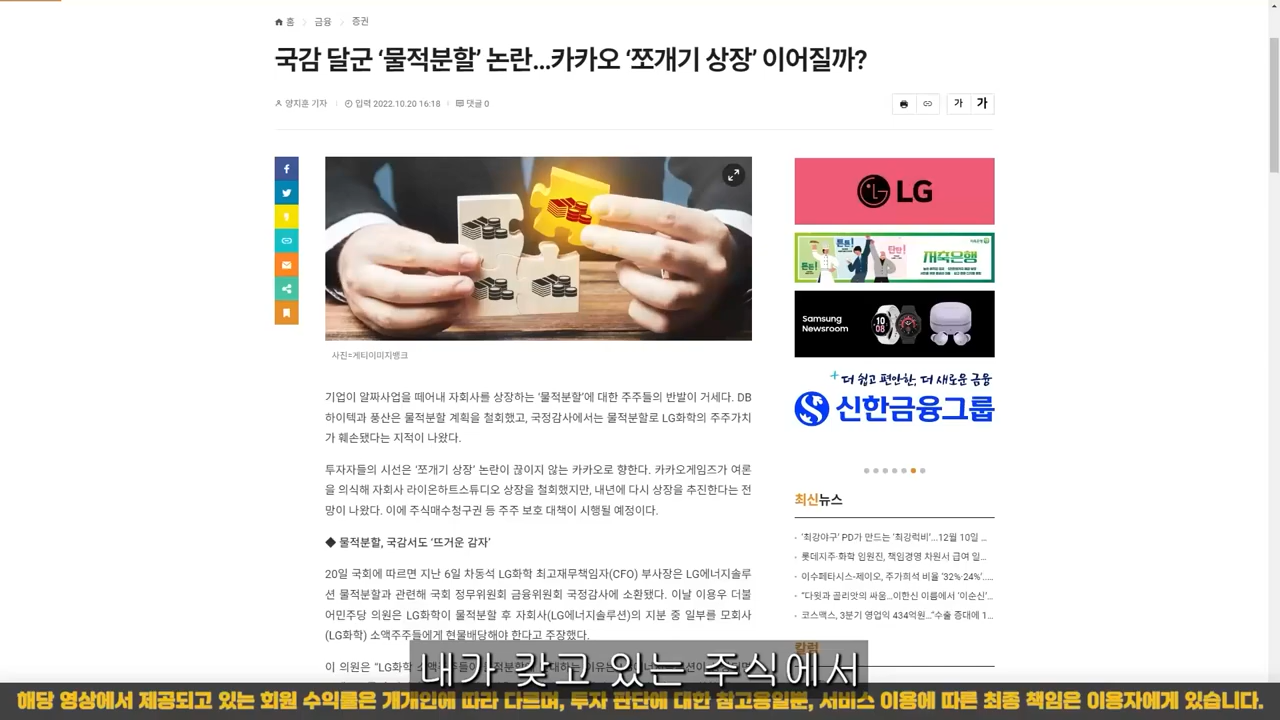 홈 금융 증권
국감 달군 ‘물적분할’ 논란...카카오 ‘쪼개기 상장’ 이어질까?
양지훈 기자 입력 2022.10.20 16:18 댓글 0
가 가
사진=게티이미지뱅크
기업이 알짜사업을 떼어내 자회사를 상장하는 ‘물적분할’에 대한 주주들의 반발이 거세다. DB
하이텍과 풍산은 물적분할 계획을 철회했고, 국정감사에서는 물적분할로 LG화학의 주주가치
가 훼손됐다는 지적이 나왔다.
투자자들의 시선은 ‘쪼개기 상장’ 논란이 끊이지 않는 카카오로 향한다. 카카오게임즈가 여론
을 의식해 자회사 라이온하트스튜디오 상장을 철회했지만, 내년에 다시 상장을 추진한다는 전
망이 나왔다. 이에 주식매수청구권 등 주주 보호 대책이 시행될 예정이다.
◆ 물적분할, 국감서도 ‘뜨거운 감자’
20일 국회에 따르면 지난 6일 차동석 LG화학 최고재무책임자(CFO) 부사장은 LG에너지솔루
션 물적분할과 관련해 국회 정무위원회 금융위원회 국정감사에 소환됐다. 이날 이용우 더불
어민주당 의원은 LG화학이 물적분할 후 자회사(LG에너지솔루션)의 지분 중 일부를 모회사
(LG화학) 소액주주들에게 현물배당해야 한다고 주장했다.
이 의원은 “LG화학
LG
튼튼!
든든!
탄탄!
저축은행
Samsung
Newsroom
+더 쉽고 편안한, 더 새로운 금융
신한금융그룹
최신뉴스
· ‘최강야구’ PD가 만드는 ‘최강럭비’...12월 10일 ...
· 롯데지주·화학 임원진, 책임경영 차원서 급여 일...
· 이수페타시스-제이오, 주가희석 비율 ‘32%·24%’...
· “다윗과 골리앗의 싸움...이한신 이름에서 ‘이순신’...
· 코스맥스, 3분기 영업익 434억원...“수출 증대에 1...
칼럼
내가 갖고 있는 주식에서
해당 영상에서 제공되고 있는 회원 수익률은 개개인에 따라 다르며, 투자 판단에 대한 참고용일뿐, 서비스 이용에 따른 최종 책임은 이용자에게 있습니다.